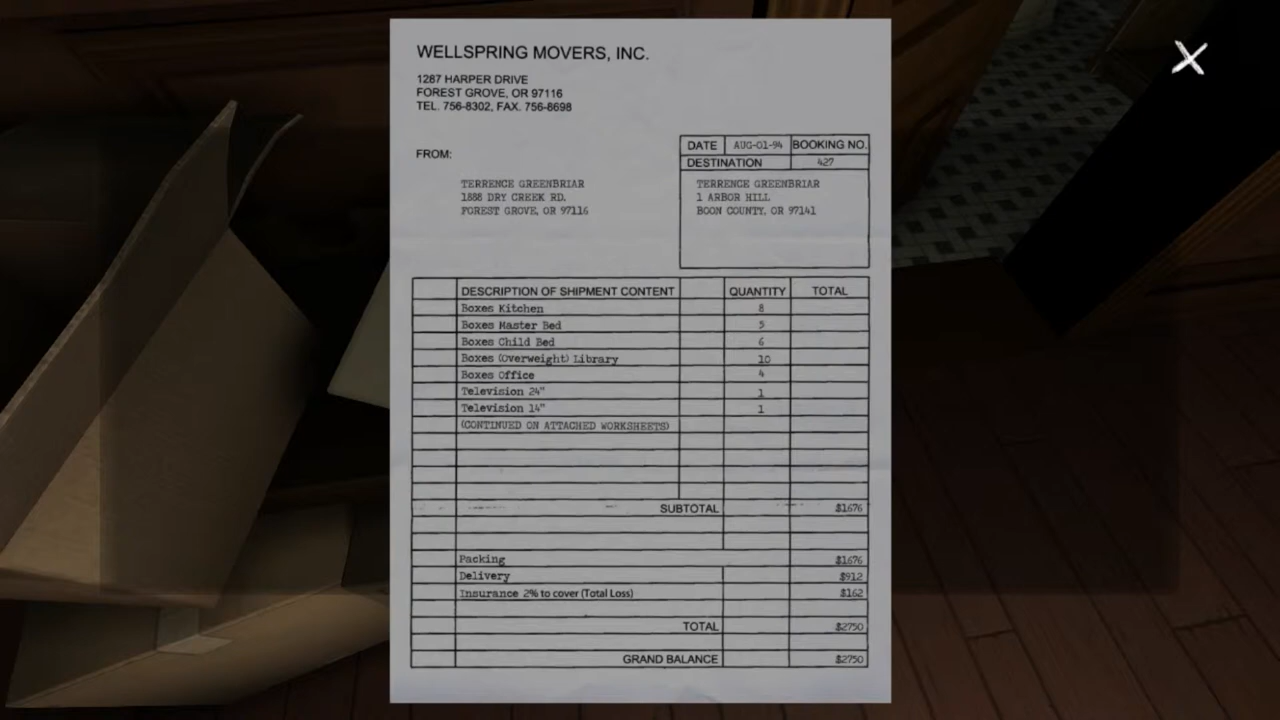 WELLSPRING MOVERS, INC.
1287 HARPER DRIVE
FOREST GROVE, OR 97116
TEL. 756-8302, FAX. 756-8698
DATE AUG-01-94 BOOKING NO.
DESTINATION 427
FROM:
TERRENCE GREENBRIAR
1888 DRY CREEK RD.
FOREST GROVE, OR 97116
TERRENCE GREENBRIAR
1 ARBOR HILL
BOON COUNTY, OR 97141
DESCRIPTION OF SHIPMENT CONTENT QUANTITY TOTAL
Boxes Kitchen 8
Boxes Master Bed 5
Boxes Child Bed 6
Boxes (Overweight) Library 10
Boxes Office 4
Television 24" 1
Television 14" 1
(CONTINUED ON ATTACHED WORKSHEETS)
SUBTOTAL $1676
Packing $1676
Delivery $912
Insurance 2% to cover (Total Loss) $162
TOTAL $2750
GRAND BALANCE $2750